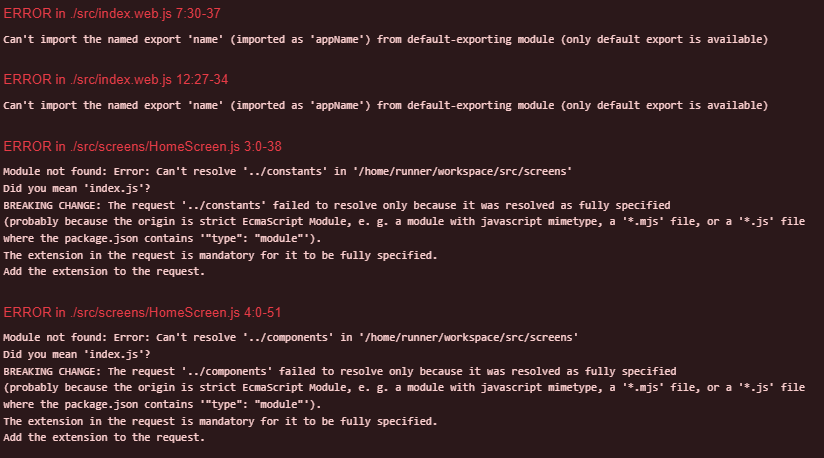 ERROR in ./src/index.web.js 7:30-37
Can't import the named export 'name' (imported as 'appName') from default-exporting module (only default export is available)
ERROR in ./src/index.web.js 12:27-34
Can't import the named export 'name' (imported as 'appName') from default-exporting module (only default export is available)
ERROR in ./src/screens/HomeScreen.js 3:0-38
Module not found: Error: Can't resolve '../constants' in '/home/runner/workspace/src/screens'
Did you mean 'index.js'?
BREAKING CHANGE: The request '../constants' failed to resolve only because it was resolved as fully specified
(probably because the origin is strict EcmaScript Module, e. g. a module with javascript mimetype, a '*.mjs' file, or a '*.js' file
where the package.json contains '"type": "module"').
The extension in the request is mandatory for it to be fully specified.
Add the extension to the request.
ERROR in ./src/screens/HomeScreen.js 4:0-51
Module not found: Error: Can't resolve '../components' in '/home/runner/workspace/src/screens'
Did you mean 'index.js'?
BREAKING CHANGE: The request '../components' failed to resolve only because it was resolved as fully specified
(probably because the origin is strict EcmaScript Module, e. g. a module with javascript mimetype, a '*.mjs' file, or a '*.js' file
where the package.json contains '"type": "module"').
The extension in the request is mandatory for it to be fully specified.
Add the extension to the request.